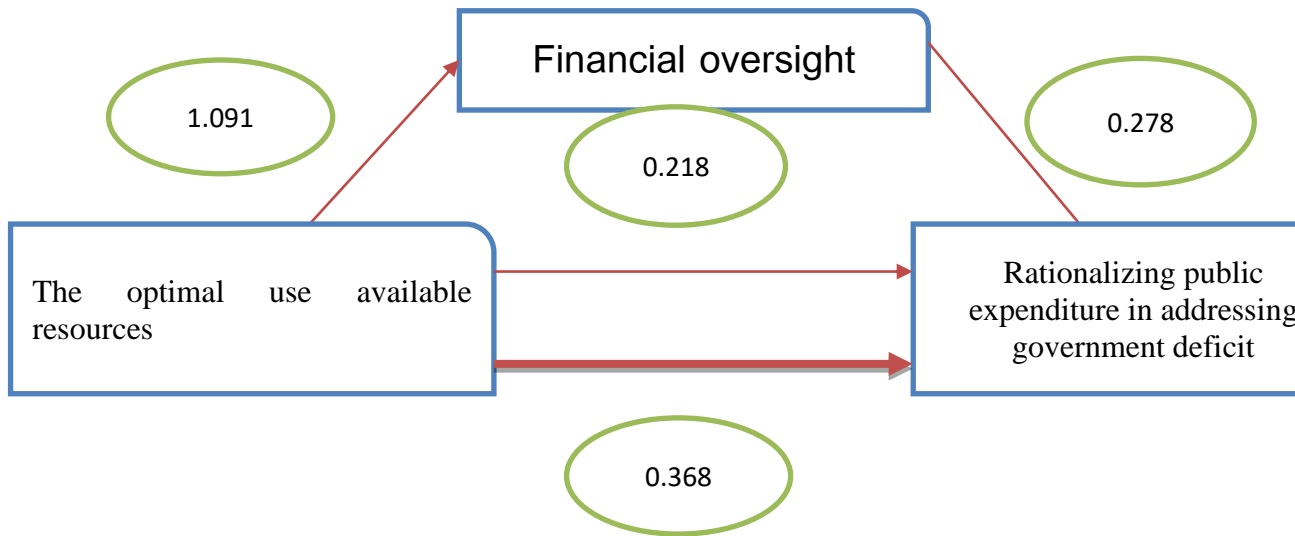 Financial oversight
1.091
0.278
0.218
The optimal use available
resources
Rationalizing public
expenditure in addressing
government deficit
0.368